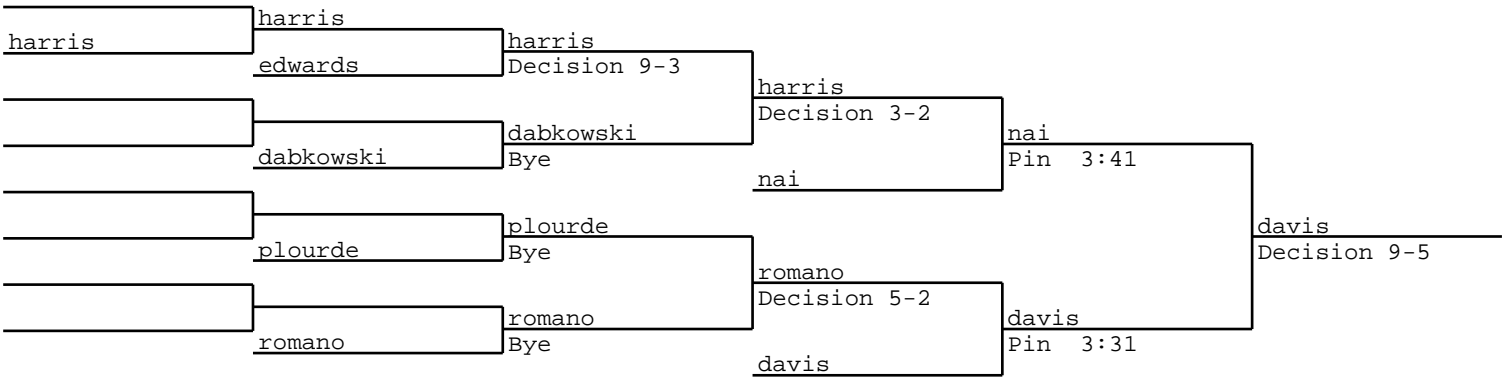 harris
harris
edwards
harris
Decision 9-3
dabkowski
dabkowski
Bye
harris
Decision 3-2
nai
nai
Pin 3:41
plourde
plourde
Bye
romano
romano
Bye
romano
Decision 5-2
davis
davis
Pin 3:31
davis
Decision 9-5